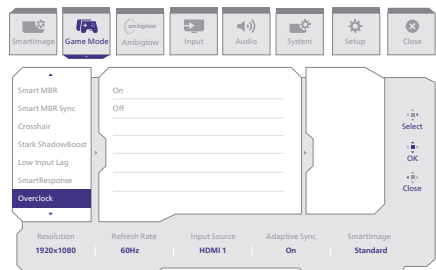 ambiglow
SmartImage Game Mode Ambiglow Input Audio System Setup Close
Smart MBR On
Smart MBR Sync Off
Crosshair
Stark ShadowBoost
Low Input Lag
SmartResponse
Overclock
Select
OK
Close
Resolution Refresh Rate Input Source Adaptive Sync SmartImage
1920x1080 60Hz HDMI 1 On Standard